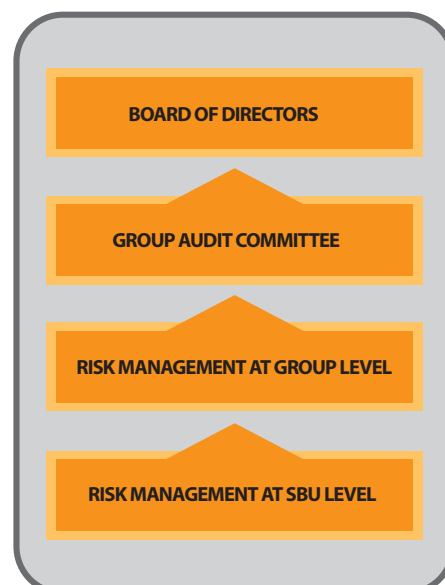 BOARD OF DIRECTORS
GROUP AUDIT COMMITTEE
RISK MANAGEMENT AT GROUP LEVEL
RISK MANAGEMENT AT SBU LEVEL